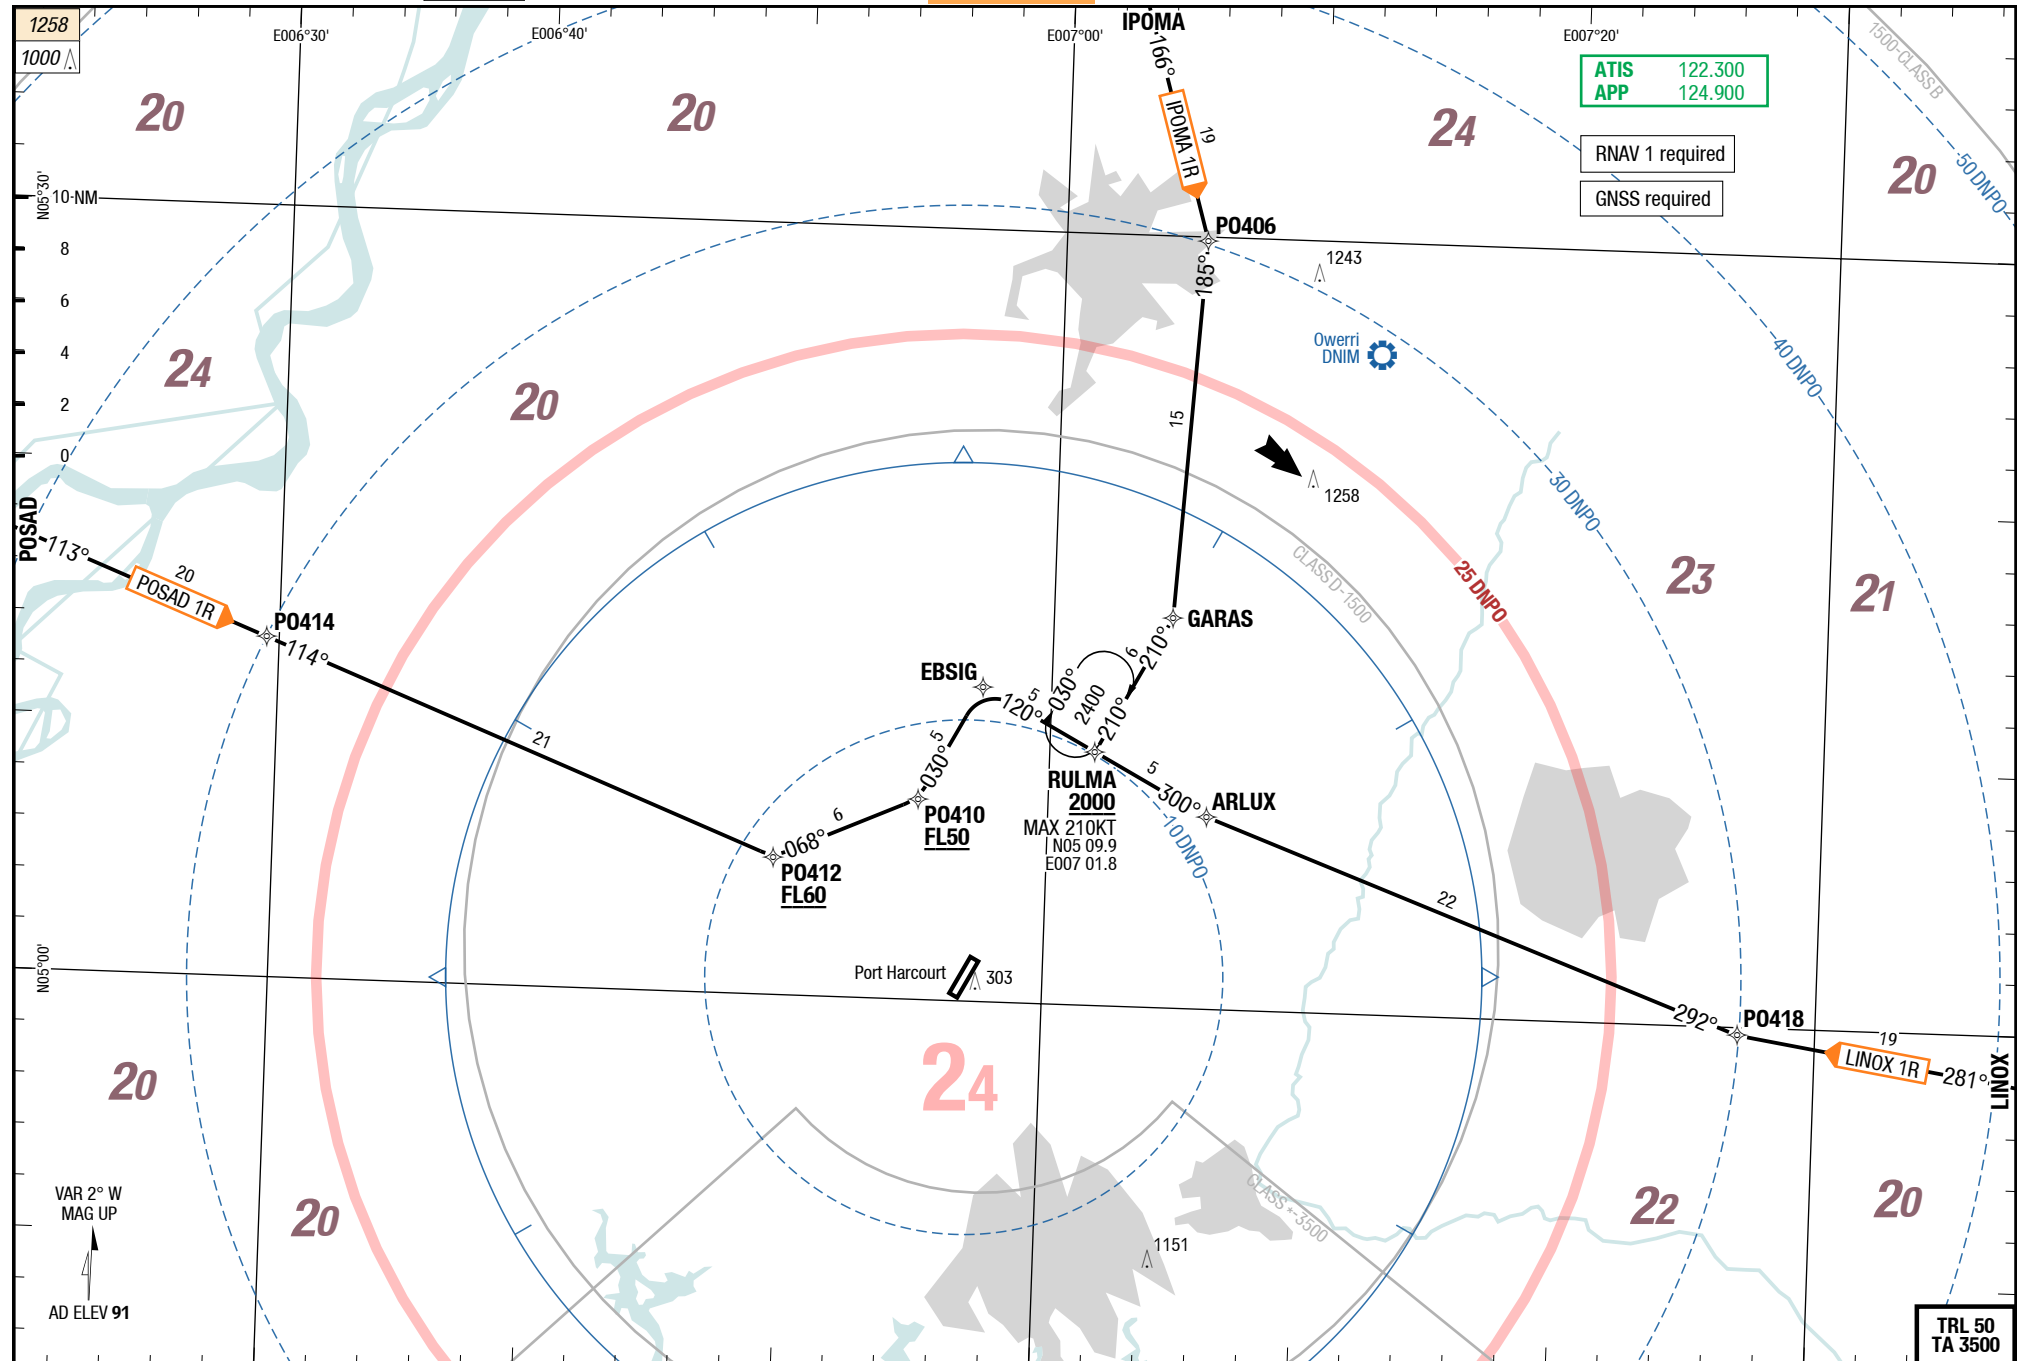 1258
1000
E006°30'
E006°40'
E007°00'
E007°20'
IPOMA
166°
IPOMA 1R
19
1500-CLASS B
ATIS 122.300
APP 124.900
RNAV 1 required
GNSS required
20
20
24
20
50 DNPO
N05°30'
10-NM
8
6
4
2
0
PO406
185°
1243
Owerri
DNIM
40 DNPO
24
20
15
1258
30 DNPO
CLASS D-1500
25 DNPO
23
21
POSAD
113°
20
POSAD 1R
PO414
114°
21
GARAS
6
210°
EBSIG
5
120°
030°
2400
210°
5
030°
RULMA
2000
MAX 210KT
N05 09.9
E007 01.8
5
300°
ARLUX
10 DNPO
PO410
FL50
6
068°
PO412
FL60
22
292°
PO418
19
LINOX 1R
281°
LINOX
N05°00'
Port Harcourt
303
24
20
20
22
20
CLASS *-3500
1151
VAR 2° W
MAG UP
AD ELEV 91
TRL 50
TA 3500